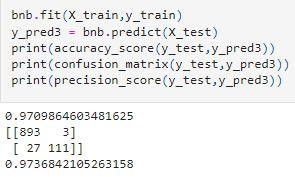 bnb.fit(X_train,y_train)
y_pred3 = bnb.predict(X_test)
print(accuracy_score(y_test,y_pred3))
print(confusion_matrix(y_test,y_pred3))
print(precision_score(y_test,y_pred3))
0.9709864603481625
[[893 3]
[ 27 111]]
0.9736842105263158